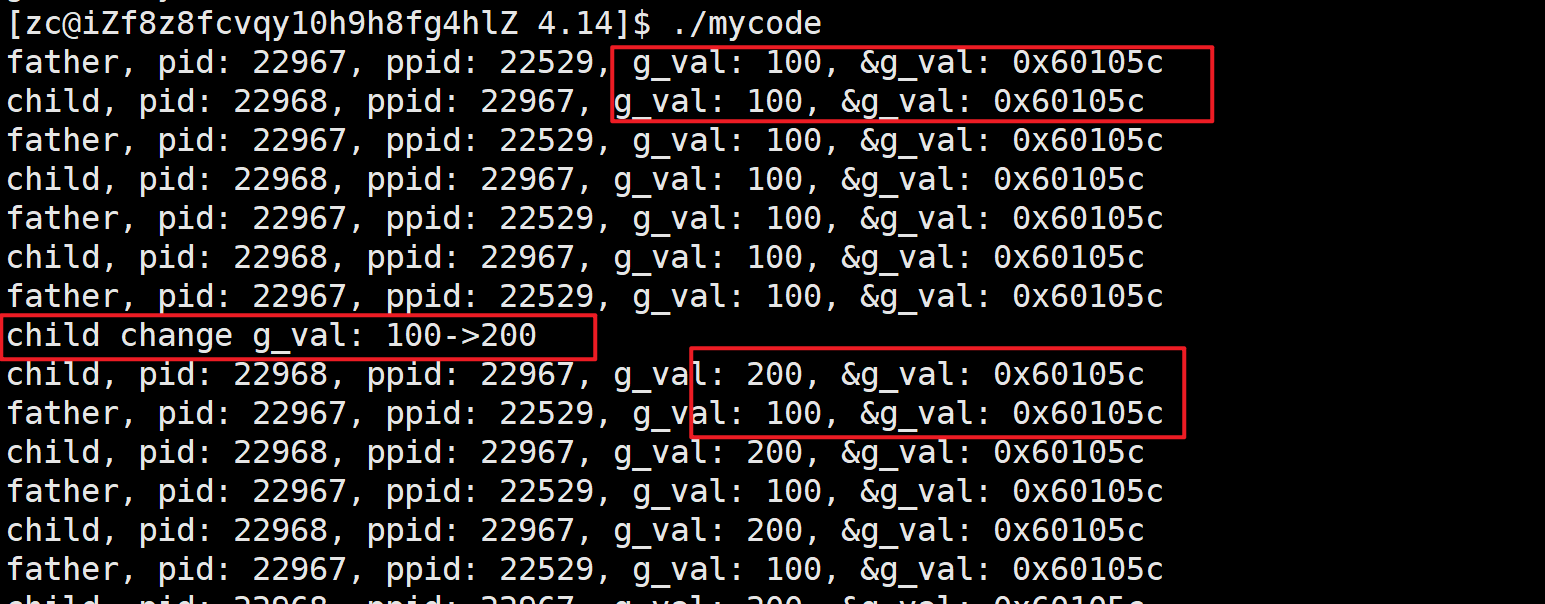 [zc@iZf8z8fcvqy10h9h8fg4hlZ 4.14]$ ./mycode
father, pid: 22967, ppid: 22529, g_val: 100, &g_val: 0x60105c
child, pid: 22968, ppid: 22967, g_val: 100, &g_val: 0x60105c
father, pid: 22967, ppid: 22529, g_val: 100, &g_val: 0x60105c
child, pid: 22968, ppid: 22967, g_val: 100, &g_val: 0x60105c
father, pid: 22967, ppid: 22529, g_val: 100, &g_val: 0x60105c
child, pid: 22968, ppid: 22967, g_val: 100, &g_val: 0x60105c
father, pid: 22967, ppid: 22529, g_val: 100, &g_val: 0x60105c
child change g_val: 100->200
child, pid: 22968, ppid: 22967, g_val: 200, &g_val: 0x60105c
father, pid: 22967, ppid: 22529, g_val: 100, &g_val: 0x60105c
child, pid: 22968, ppid: 22967, g_val: 200, &g_val: 0x60105c
father, pid: 22967, ppid: 22529, g_val: 100, &g_val: 0x60105c
child, pid: 22968, ppid: 22967, g_val: 200, &g_val: 0x60105c
father, pid: 22967, ppid: 22529, g_val: 100, &g_val: 0x60105c